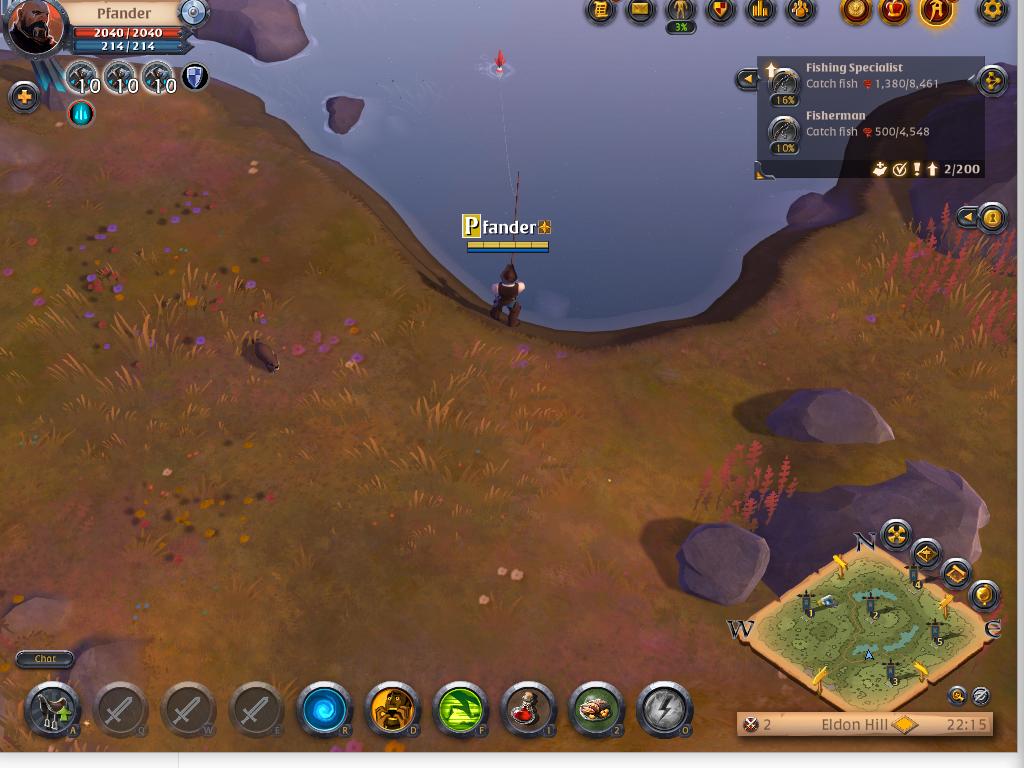 Pfander
2040/2040
214/214
10
10
10
3%
Fishing Specialist
Catch fish 1,380/8,461
16%
Fisherman
Catch fish 500/4,548
10%
2/200
Pfander
N
W
E
1
2
3
4
5
Chat
A
Q
W
E
R
D
F
1
2
O
2
Eldon Hill
22:15